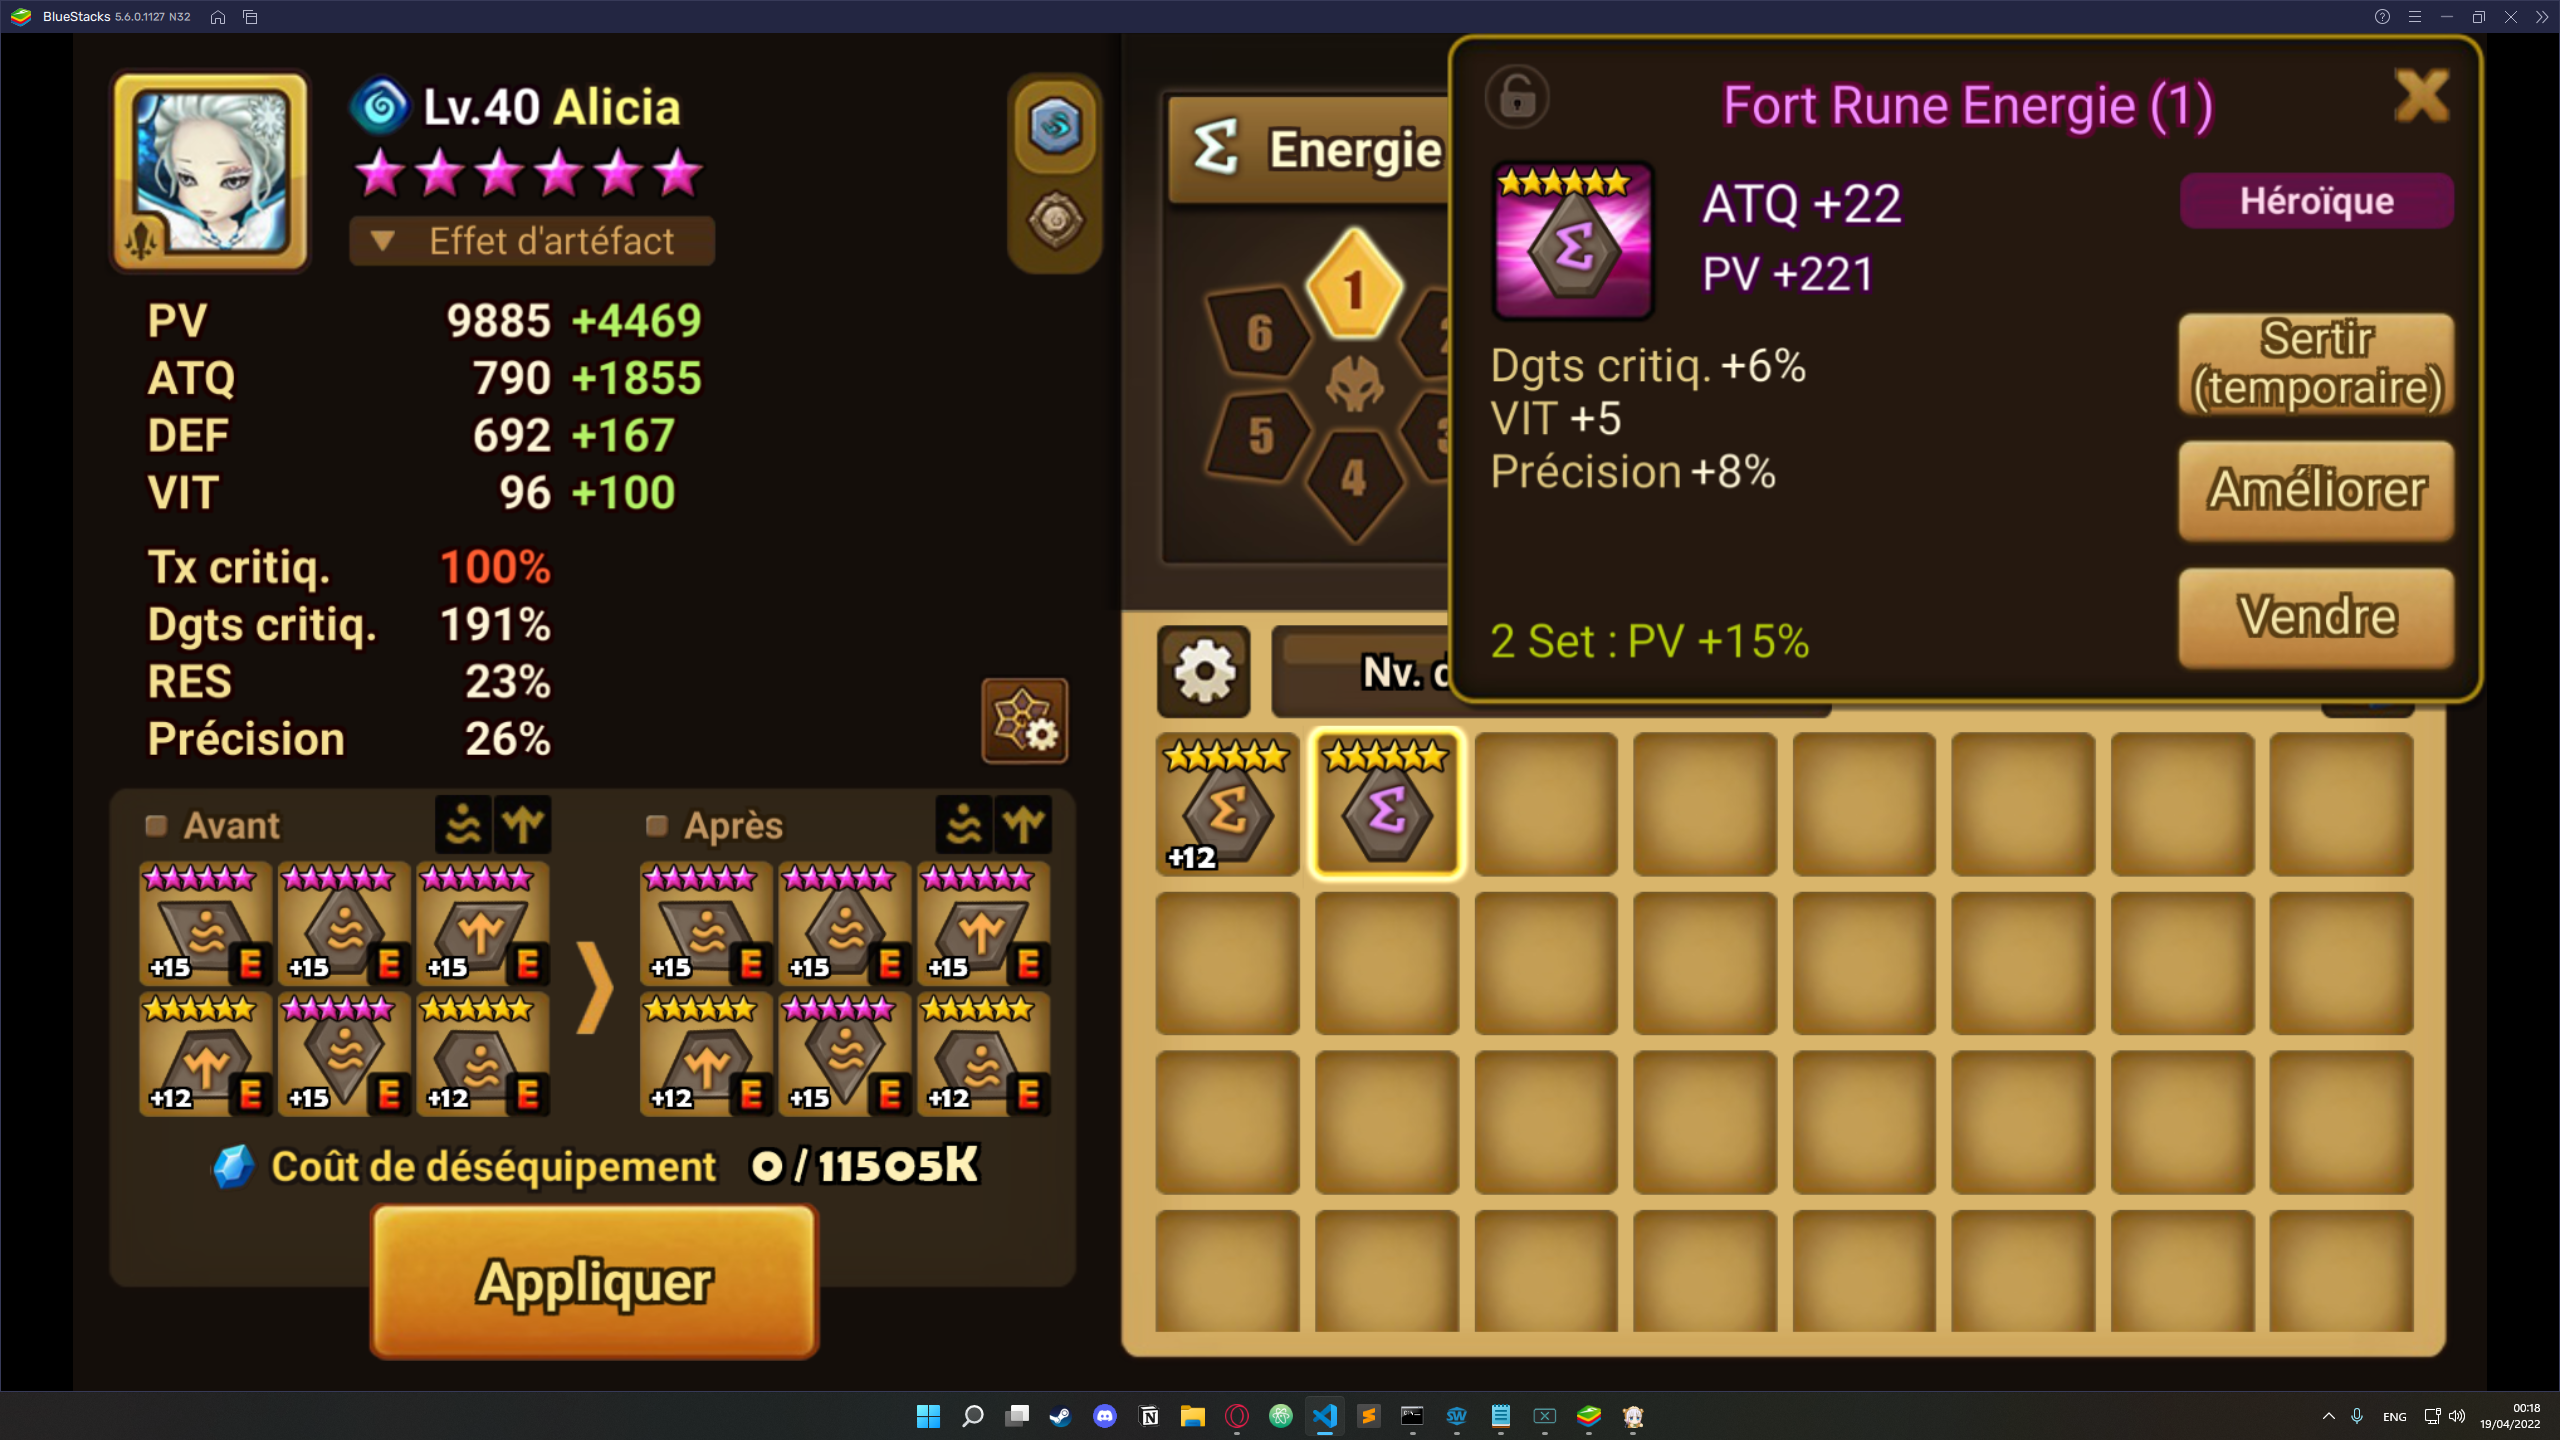 BlueStacks 5.6.0.1127 N32
Lv.40 Alicia
Effet d'artéfact
PV 9885 +4469
ATQ 790 +1855
DEF 692 +167
VIT 96 +100
Tx critiq. 100%
Dgts critiq. 191%
RES 23%
Précision 26%
Avant
Après
+15 E +15 E +15 E
+12 E +15 E +12 E
+15 E +15 E +15 E
+12 E +15 E +12 E
Coût de déséquipement 0 / 11505K
Appliquer
Energie
1
6
5
4
Nv.
+12
Fort Rune Energie (1)
ATQ +22
PV +221
Héroïque
Dgts critiq. +6%
VIT +5
Précision +8%
2 Set : PV +15%
Sertir
(temporaire)
Améliorer
Vendre
SW
ENG
00:18
19/04/2022